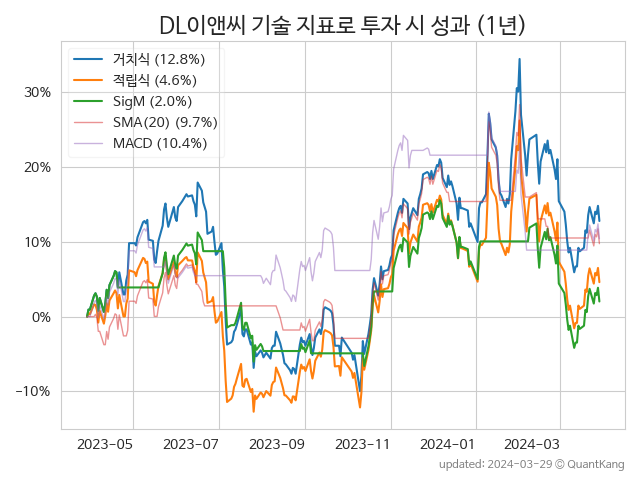 DL이앤씨 기술 지표로 투자 시 성과 (1년)
거치식 (12.8%)
적립식 (4.6%)
SigM (2.0%)
SMA(20) (9.7%)
MACD (10.4%)
30%
20%
10%
0%
−10%
2023-05 2023-07 2023-09 2023-11 2024-01 2024-03
updated: 2024-03-29 © QuantKang